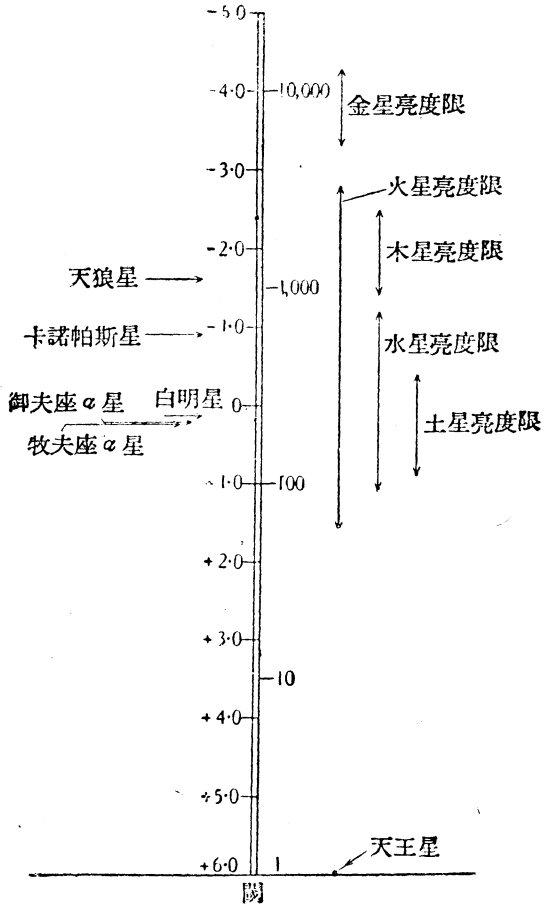 -5·0
-4·0 10,000
金星亮度限
-3·0
火星亮度限
-2·0
木星亮度限
天狼星
1,000
卡諾帕斯星 -1·0
水星亮度限
御夫座α星 白明星 0
土星亮度限
牧夫座α星
1·0 100
+2·0
+3·0
10
+4·0
+5·0
天王星
+6·0 1
閾